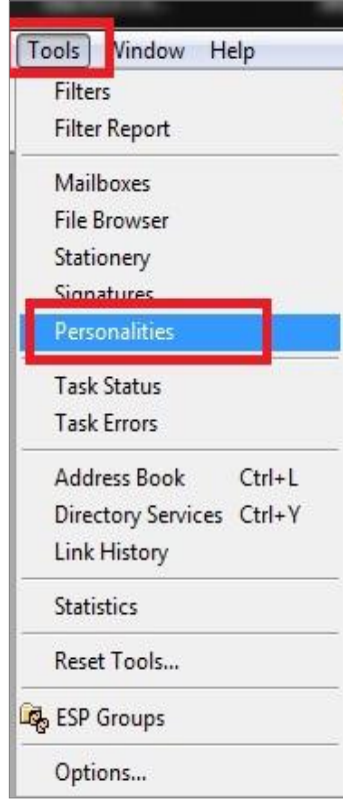 Tools Window Help
Filters
Filter Report
Mailboxes
File Browser
Stationery
Signatures
Personalities
Task Status
Task Errors
Address Book Ctrl+L
Directory Services Ctrl+Y
Link History
Statistics
Reset Tools...
ESP Groups
Options...